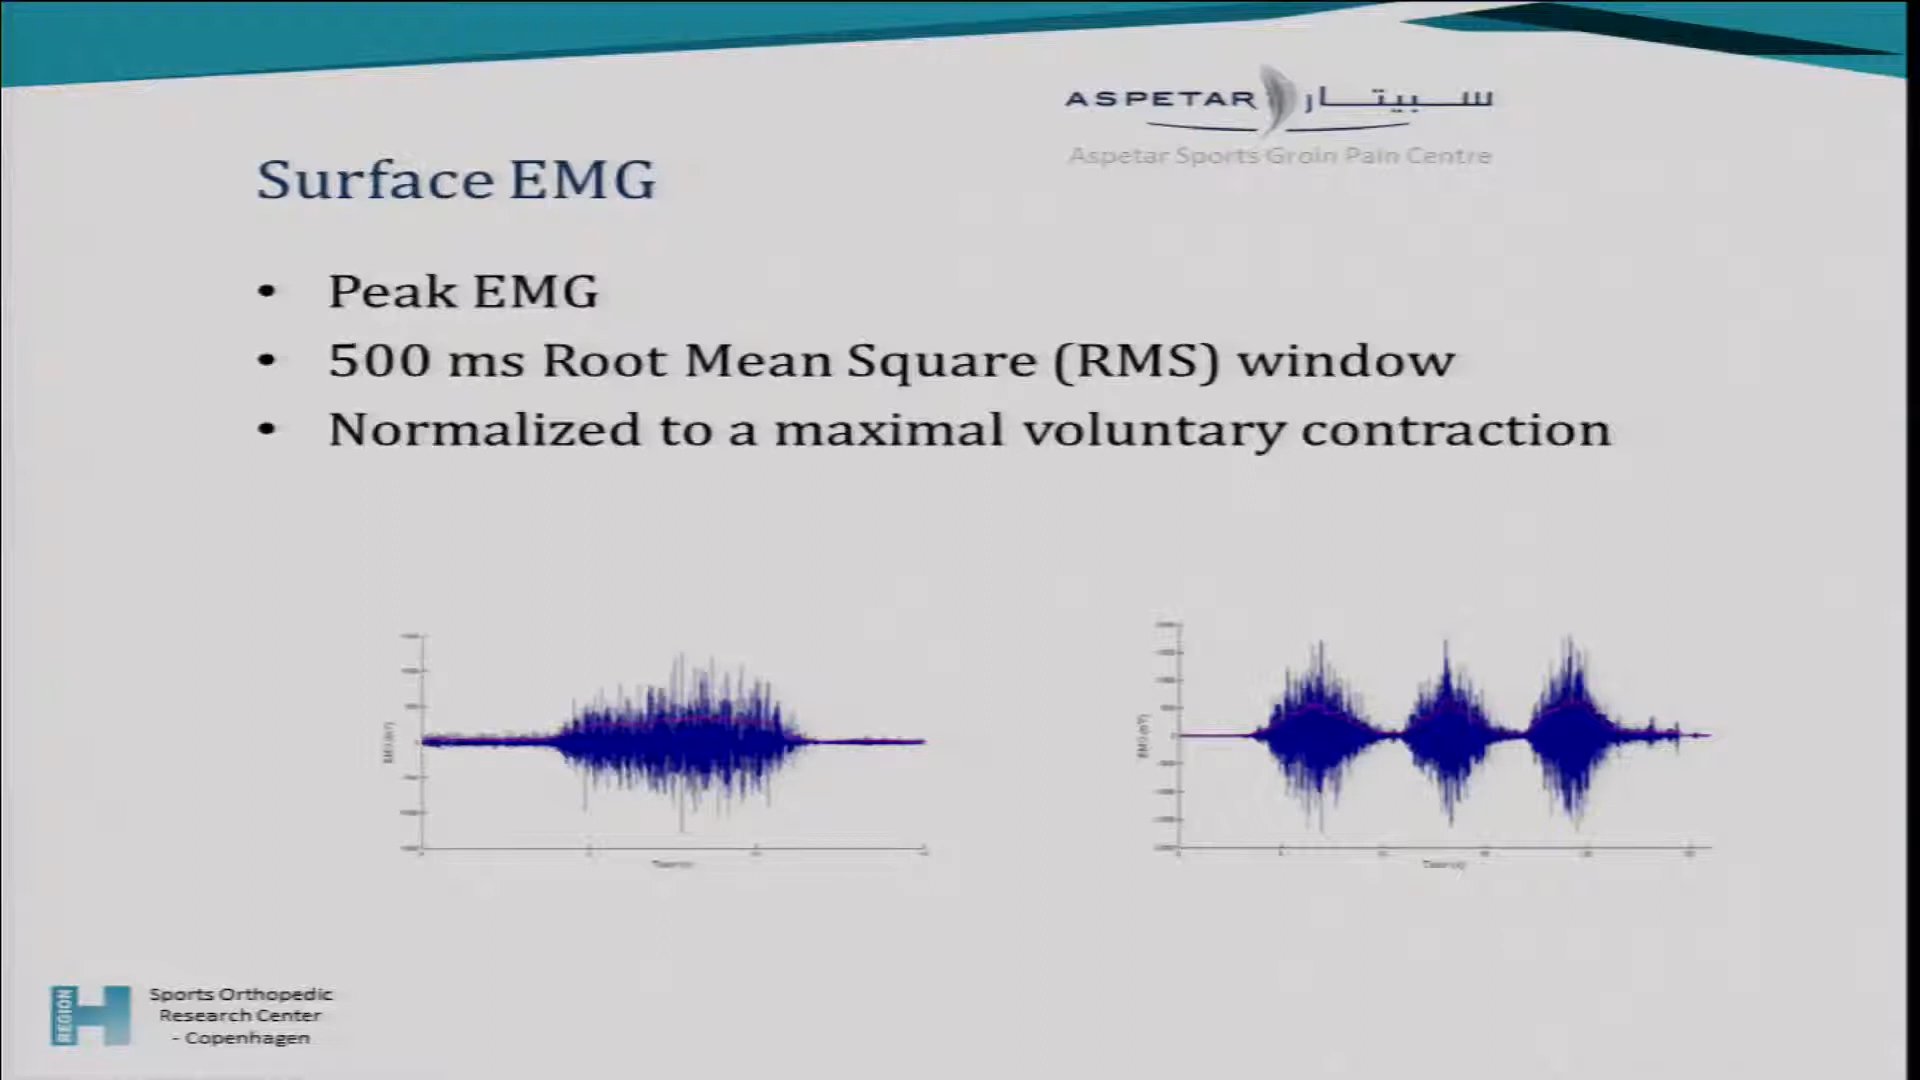 ASPETAR سبيتار
Aspetar Sports Groin Pain Centre
Surface EMG
• Peak EMG
• 500 ms Root Mean Square (RMS) window
• Normalized to a maximal voluntary contraction
REGION H
Sports Orthopedic
Research Center
- Copenhagen